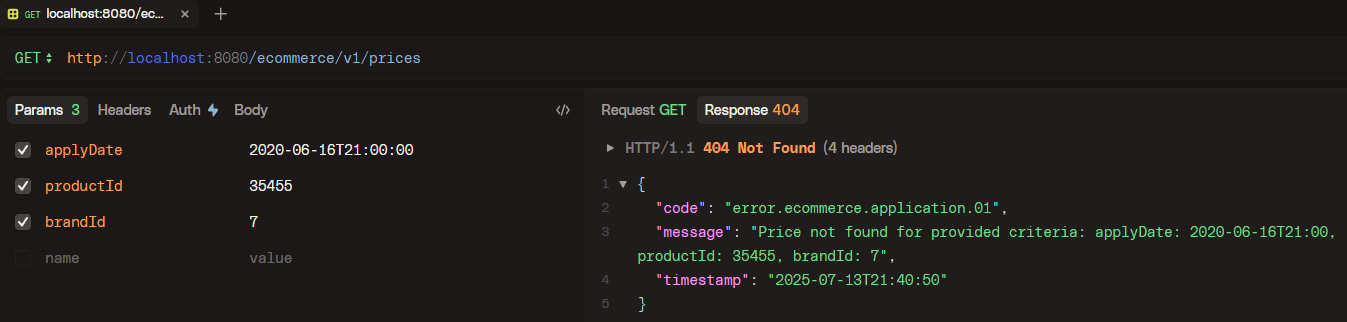 GET localhost:8080/ec... × +
GET http://localhost:8080/ecommerce/v1/prices
Params 3 Headers Auth Body </>
applyDate 2020-06-16T21:00:00
productId 35455
brandId 7
name value
Request GET Response 404
HTTP/1.1 404 Not Found (4 headers)
1 {
2 "code": "error.ecommerce.application.01",
3 "message": "Price not found for provided criteria: applyDate: 2020-06-16T21:00,
productId: 35455, brandId: 7",
4 "timestamp": "2025-07-13T21:40:50"
5 }